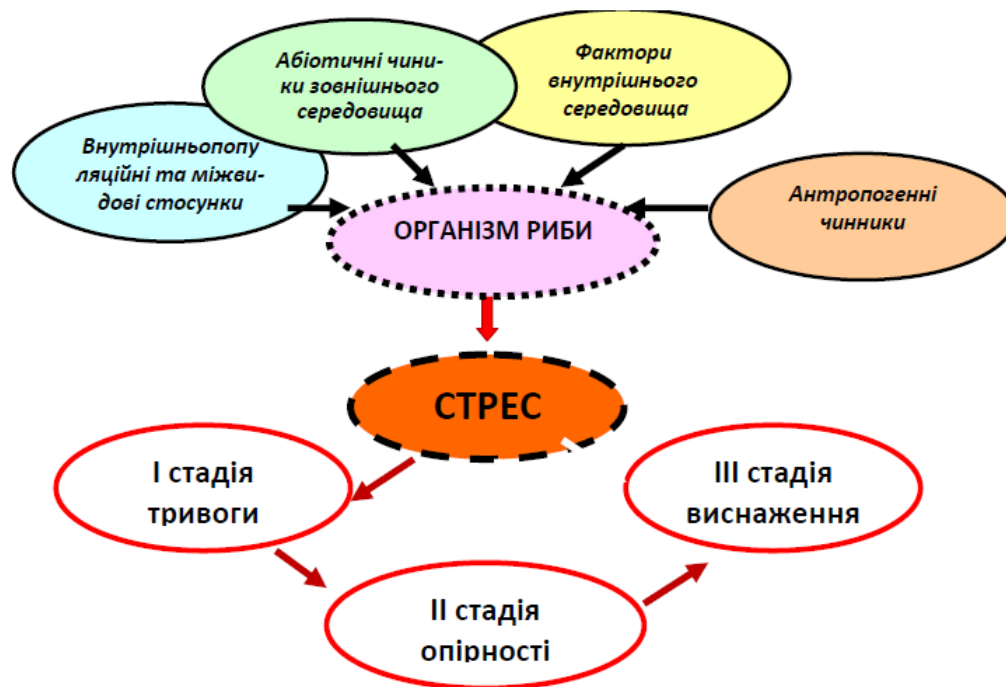 Абіотичні чини-
ки зовнішнього
середовища
Фактори
внутрішнього
середовища
Внутрішньопопу
ляційні та міжви-
дові стосунки
Антропогенні
чинники
ОРГАНІЗМ РИБИ
СТРЕС
І стадія
тривоги
ІІІ стадія
виснаження
ІІ стадія
опірності